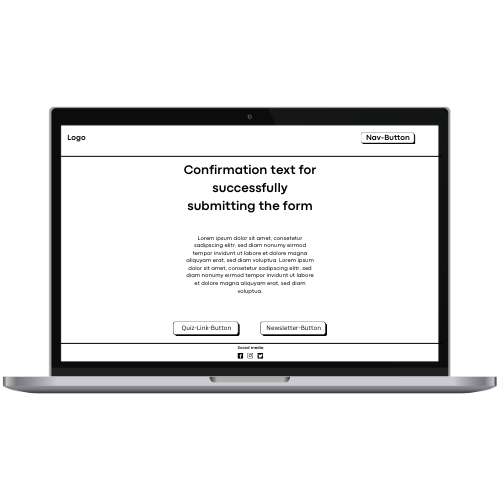 Logo
Nav-Button
Confirmation text for
successfully
submitting the form
Lorem ipsum dolor sit amet, consetetur
sadipscing elitr, sed diam nonumy eirmod
tempor invidunt ut labore et dolore magna
aliquyam erat, sed diam voluptua. Lorem ipsum
dolor sit amet, consetetur sadipscing elitr, sed
diam nonumy eirmod tempor invidunt ut labore
et dolore magna aliquyam erat, sed diam
voluptua.
Quiz-Link-Button
Newsletter-Button
Social media